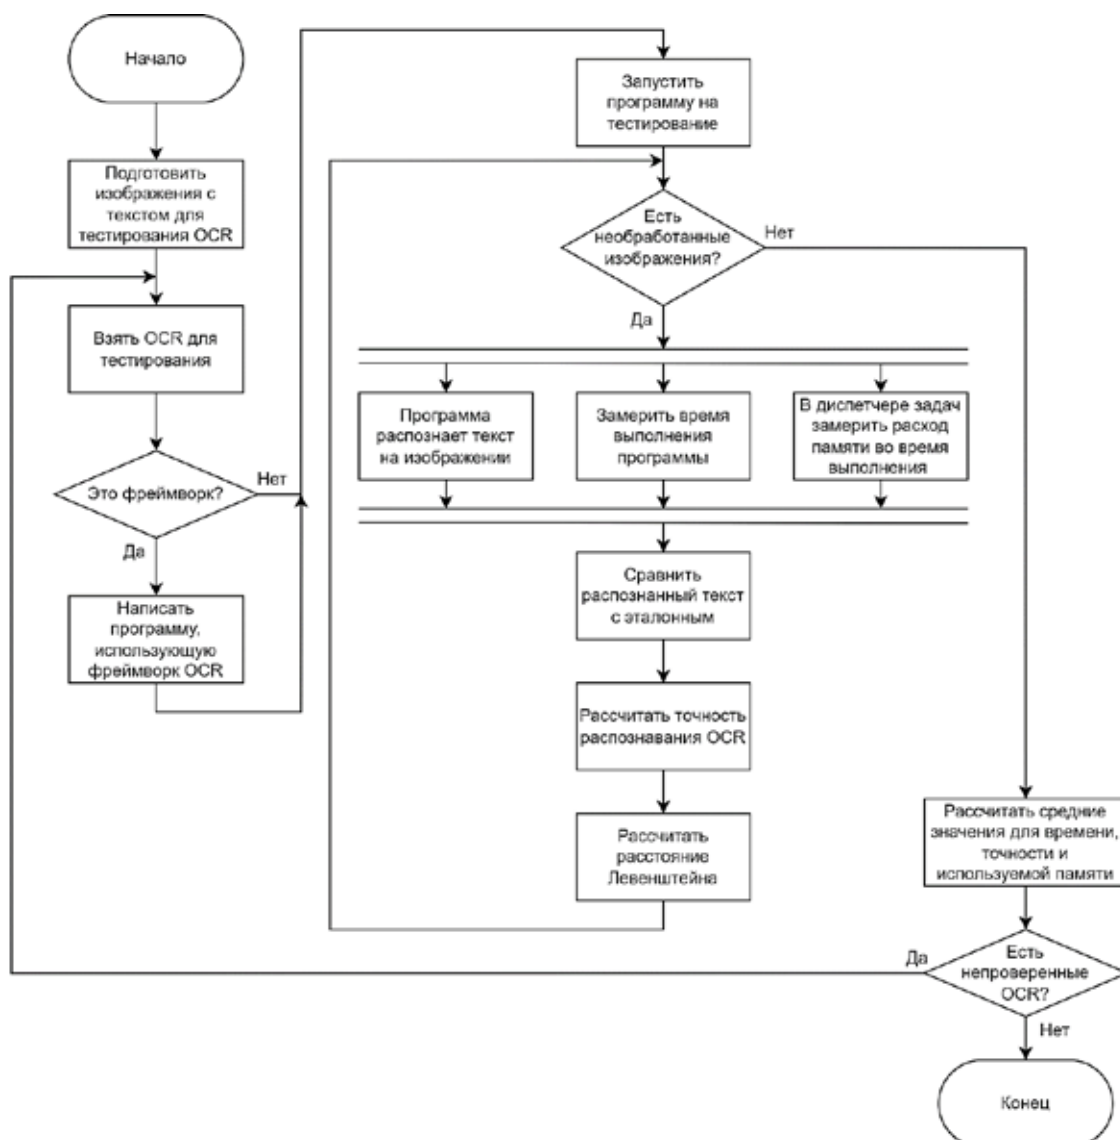 Начало
Подготовить
изображения с
текстом для
тестирования OCR
Взять OCR для
тестирования
Это фреймворк?
Нет
Да
Написать
программу,
использующую
фреймворк OCR
Запустить
программу на
тестирование
Есть
необработанные
изображения?
Нет
Да
Программа
распознает текст
на изображении
Замерить время
выполнения
программы
В диспетчере задач
замерить расход
памяти во время
выполнения
Сравнить
распознанный текст
с эталонным
Рассчитать точность
распознавания OCR
Рассчитать
расстояние
Левенштейна
Рассчитать средние
значения для времени,
точности и
используемой памяти
Есть
непроверенные
OCR?
Да
Нет
Конец